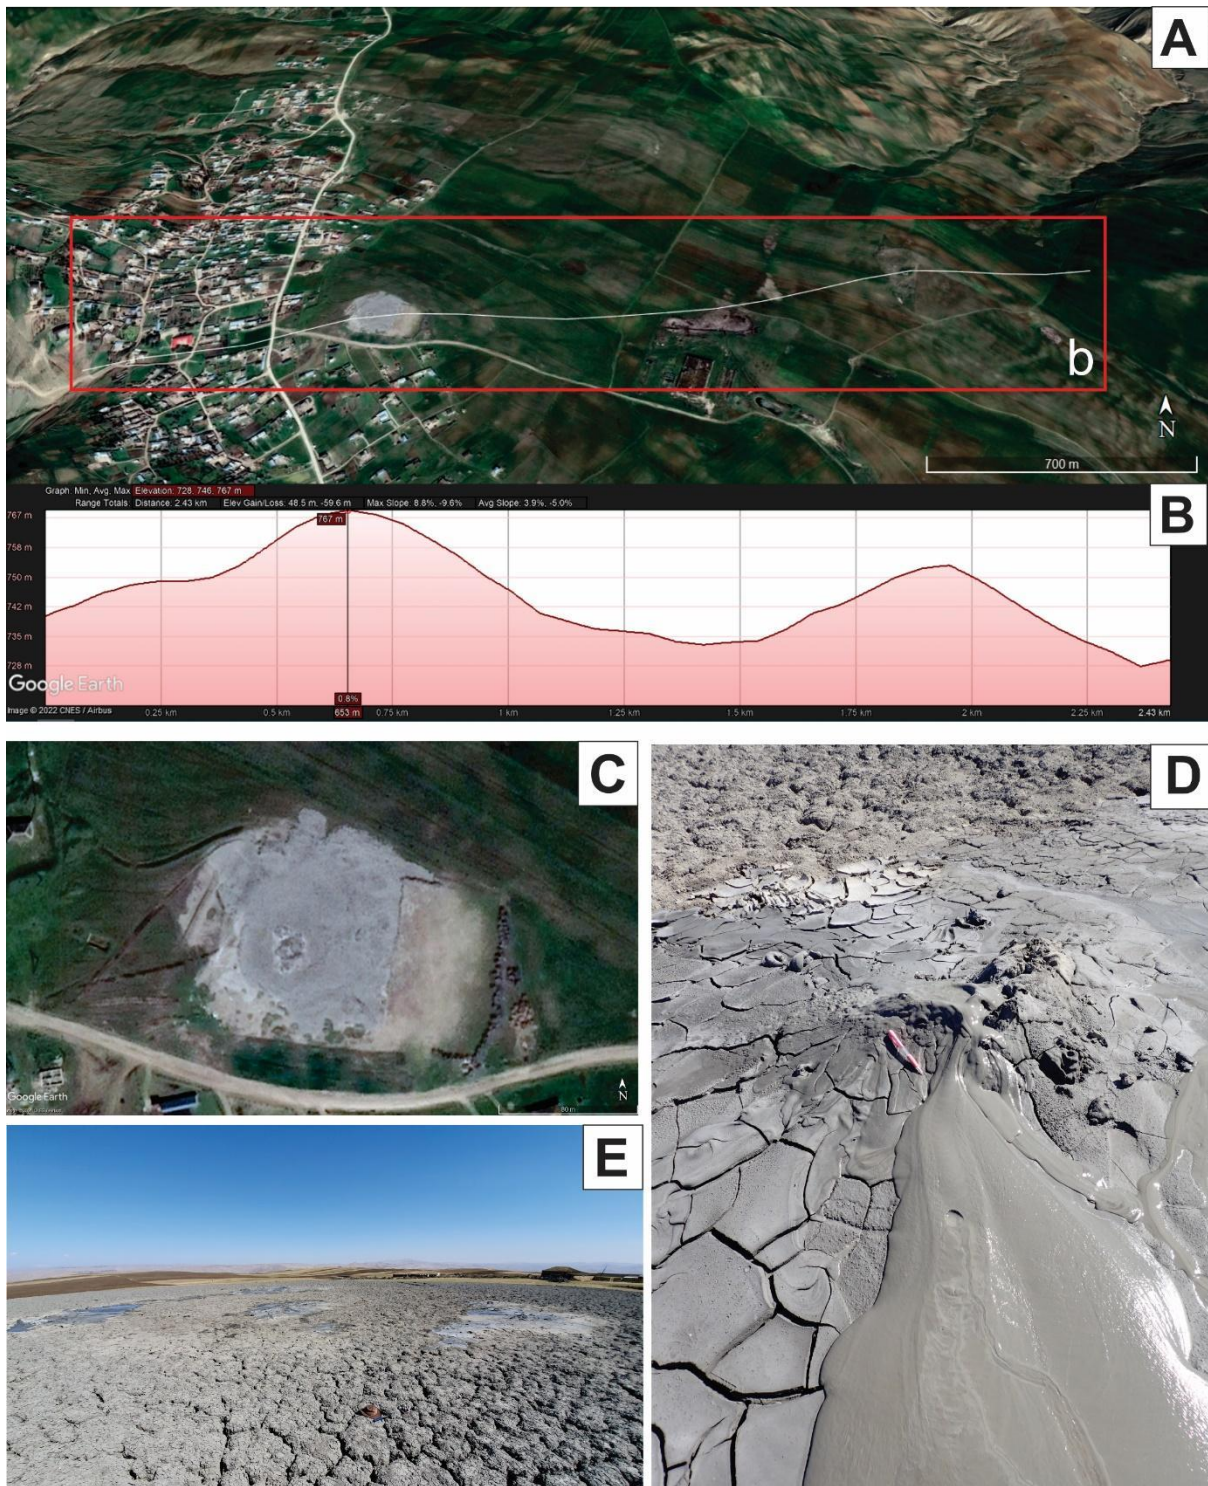 A
b
N
700 m
Graph: Min, Avg, Max Elevation: 728, 746, 767 m
Range Totals: Distance: 2.43 km Elev Gain/Loss: 48.5 m, -59.6 m Max Slope: 8.8%, -9.6% Avg Slope: 3.9%, -5.0%
B
767 m
767 m
758 m
750 m
742 m
735 m
728 m
Google Earth
0.8%
Image © 2022 CNES / Airbus
0.25 km 0.5 km 653 m 0.75 km 1 km 1.25 km 1.5 km 1.75 km 2 km 2.25 km 2.43 km
C
D
Google Earth
N
80 m
E